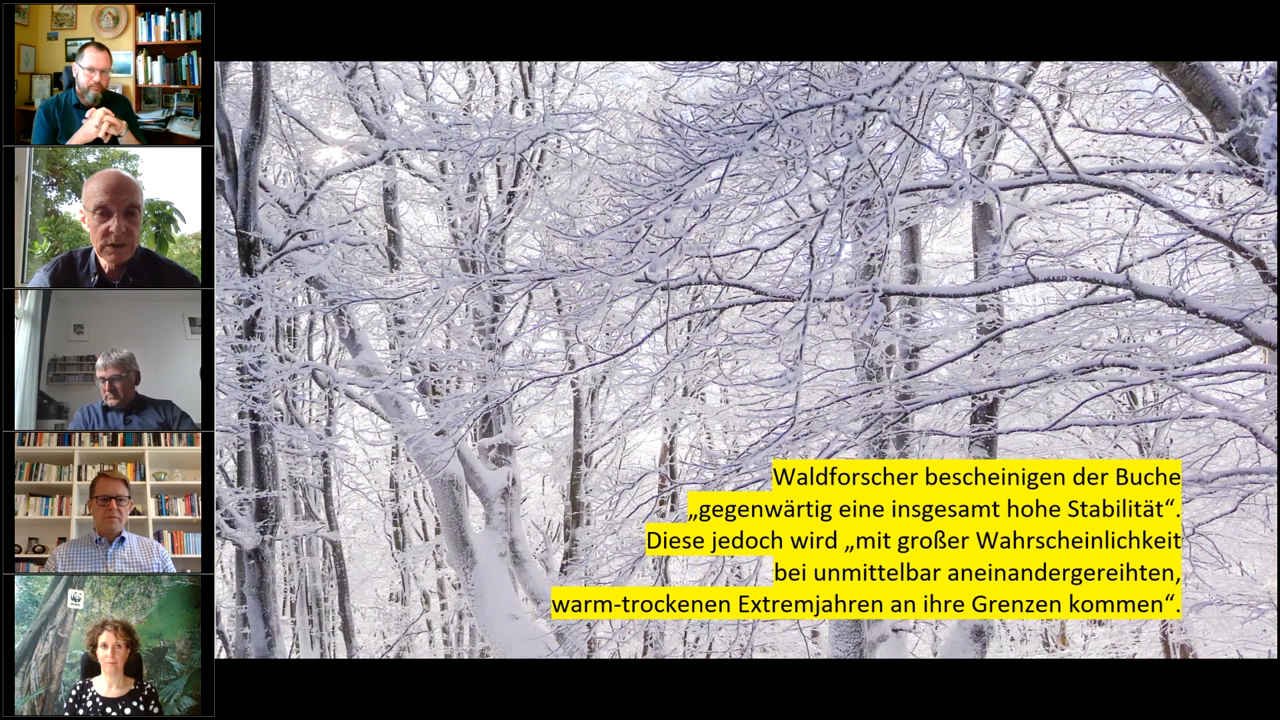 Waldforscher bescheinigen der Buche
„gegenwärtig eine insgesamt hohe Stabilität“.
Diese jedoch wird „mit großer Wahrscheinlichkeit
bei unmittelbar aneinandergereihten,
warm-trockenen Extremjahren an ihre Grenzen kommen“.